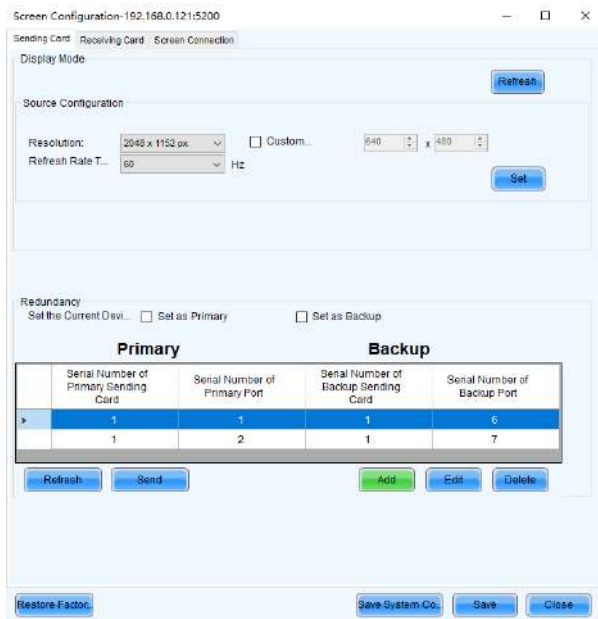 Screen Configuration-192.168.0.121:5200
Sending Card Receiving Card Screen Connection
Display Mode
Refresh
Source Configuration
Resolution: 2048 x 1152 px Custom... 640 x 480
Refresh Rate T... 60 Hz
Set
Redundancy
Set the Current Devi... Set as Primary Set as Backup
Primary Backup
Serial Number of Primary Sending Card Serial Number of Primary Port Serial Number of Backup Sending Card Serial Number of Backup Port
1 1 1 6
1 2 1 7
Refresh Send Add Edit Delete
Restore Factor.. Save System Co.. Save Close